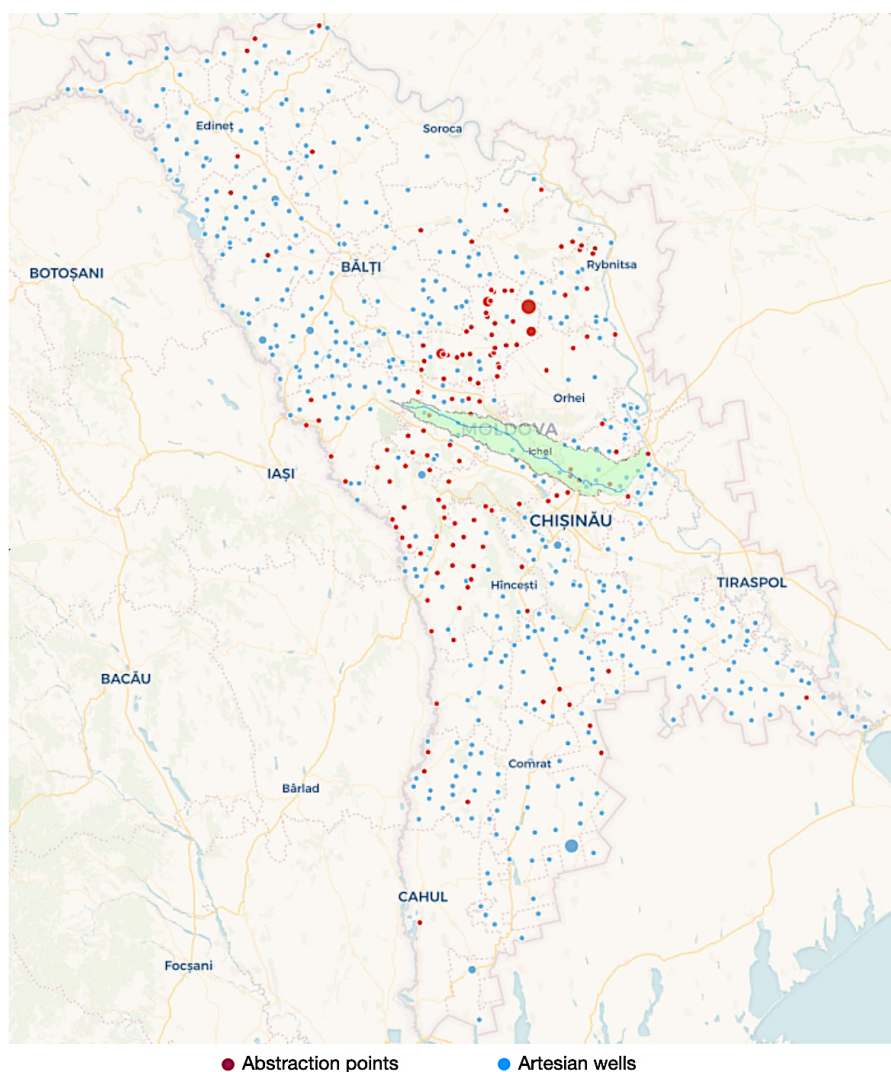 Edineț
Soroca
BOTOȘANI
BĂLȚI
Rybnitsa
Orhei
MOLDOVA
Ichel
IAȘI
CHIȘINĂU
Hîncești
TIRASPOL
BACĂU
Comrat
Bârlad
CAHUL
Focșani
Abstraction points
Artesian wells